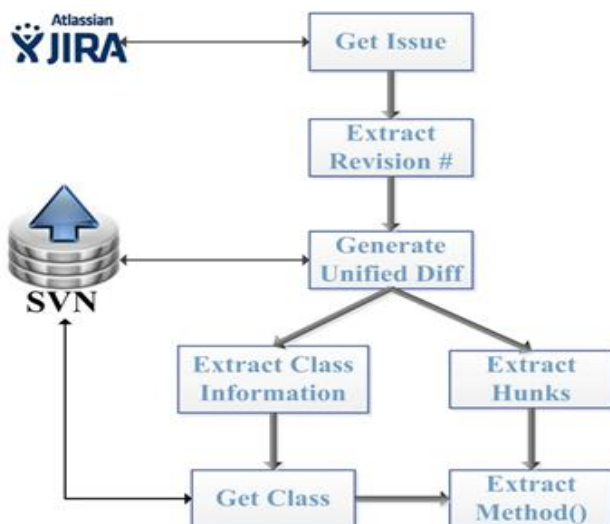 Atlassian
JIRA
Get Issue
Extract
Revision #
Generate
Unified Diff
SVN
Extract Class
Information
Extract
Hunks
Get Class
Extract
Method()